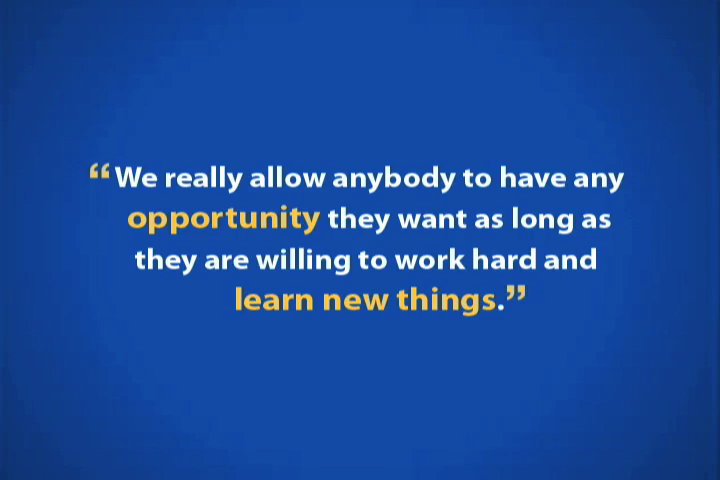 “We really allow anybody to have any
opportunity they want as long as
they are willing to work hard and
learn new things.”